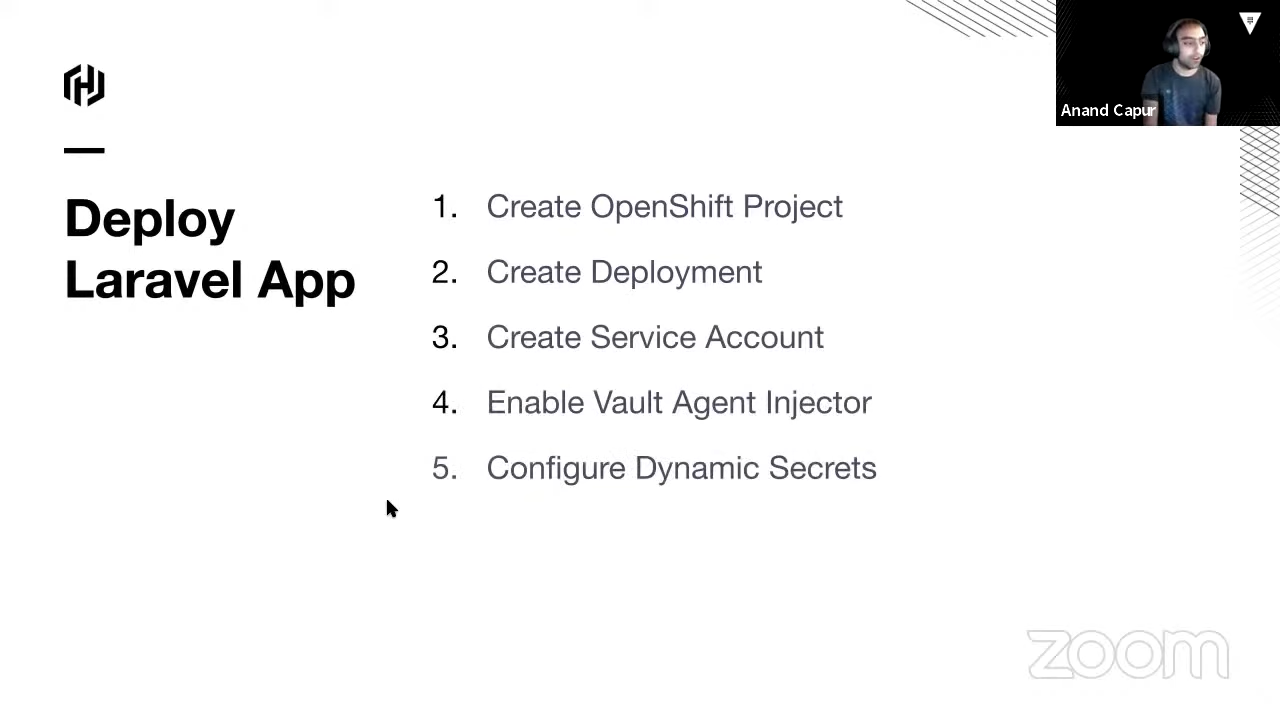 Deploy
Laravel App
1. Create OpenShift Project
2. Create Deployment
3. Create Service Account
4. Enable Vault Agent Injector
5. Configure Dynamic Secrets
Anand Capur
zoom